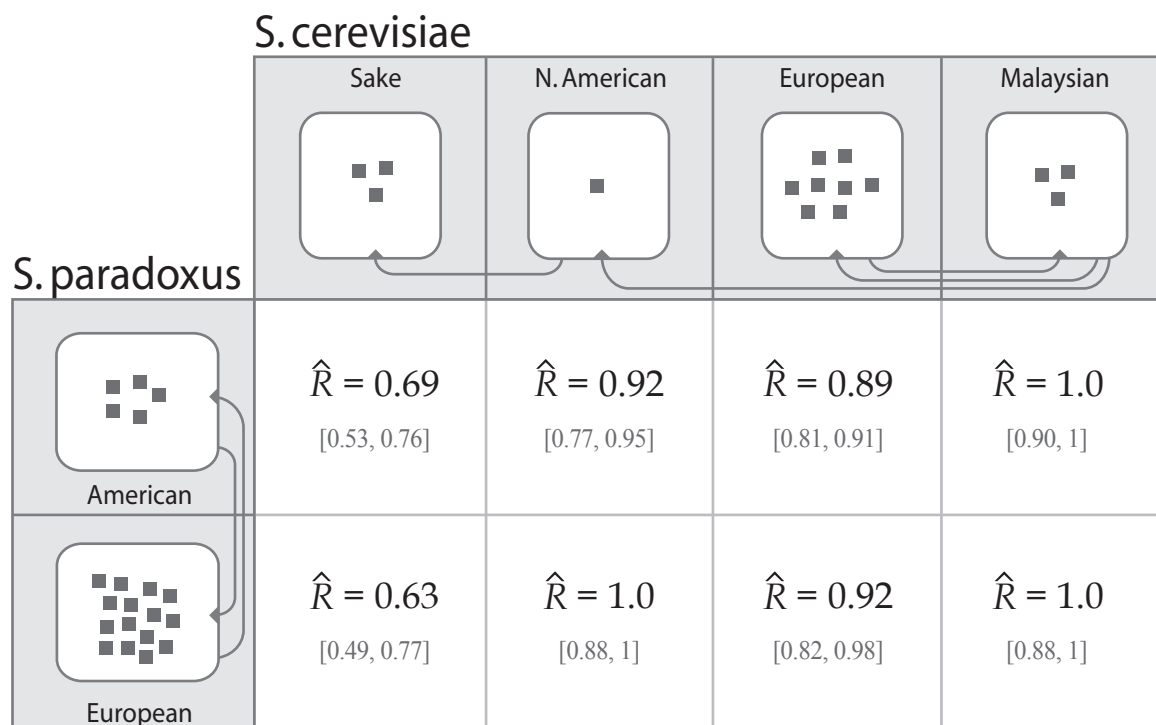 S. cerevisiae
Sake N. American European Malaysian
S. paradoxus
R̂ = 0.69 R̂ = 0.92 R̂ = 0.89 R̂ = 1.0
[0.53, 0.76] [0.77, 0.95] [0.81, 0.91] [0.90, 1]
American
R̂ = 0.63 R̂ = 1.0 R̂ = 0.92 R̂ = 1.0
[0.49, 0.77] [0.88, 1] [0.82, 0.98] [0.88, 1]
European